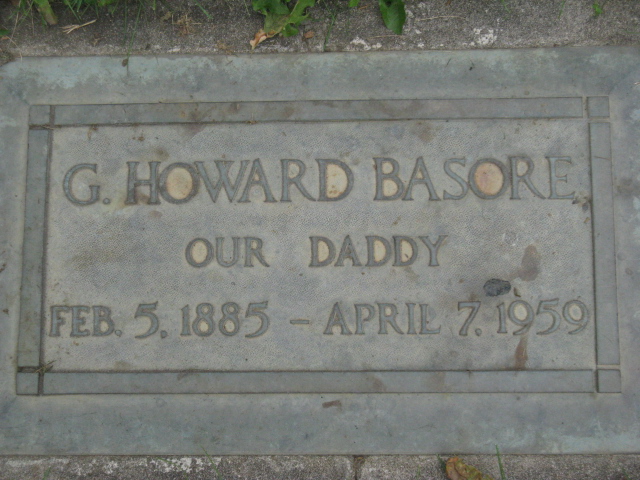 G. HOWARD BASORE
OUR DADDY
FEB. 5, 1885 – APRIL 7, 1959